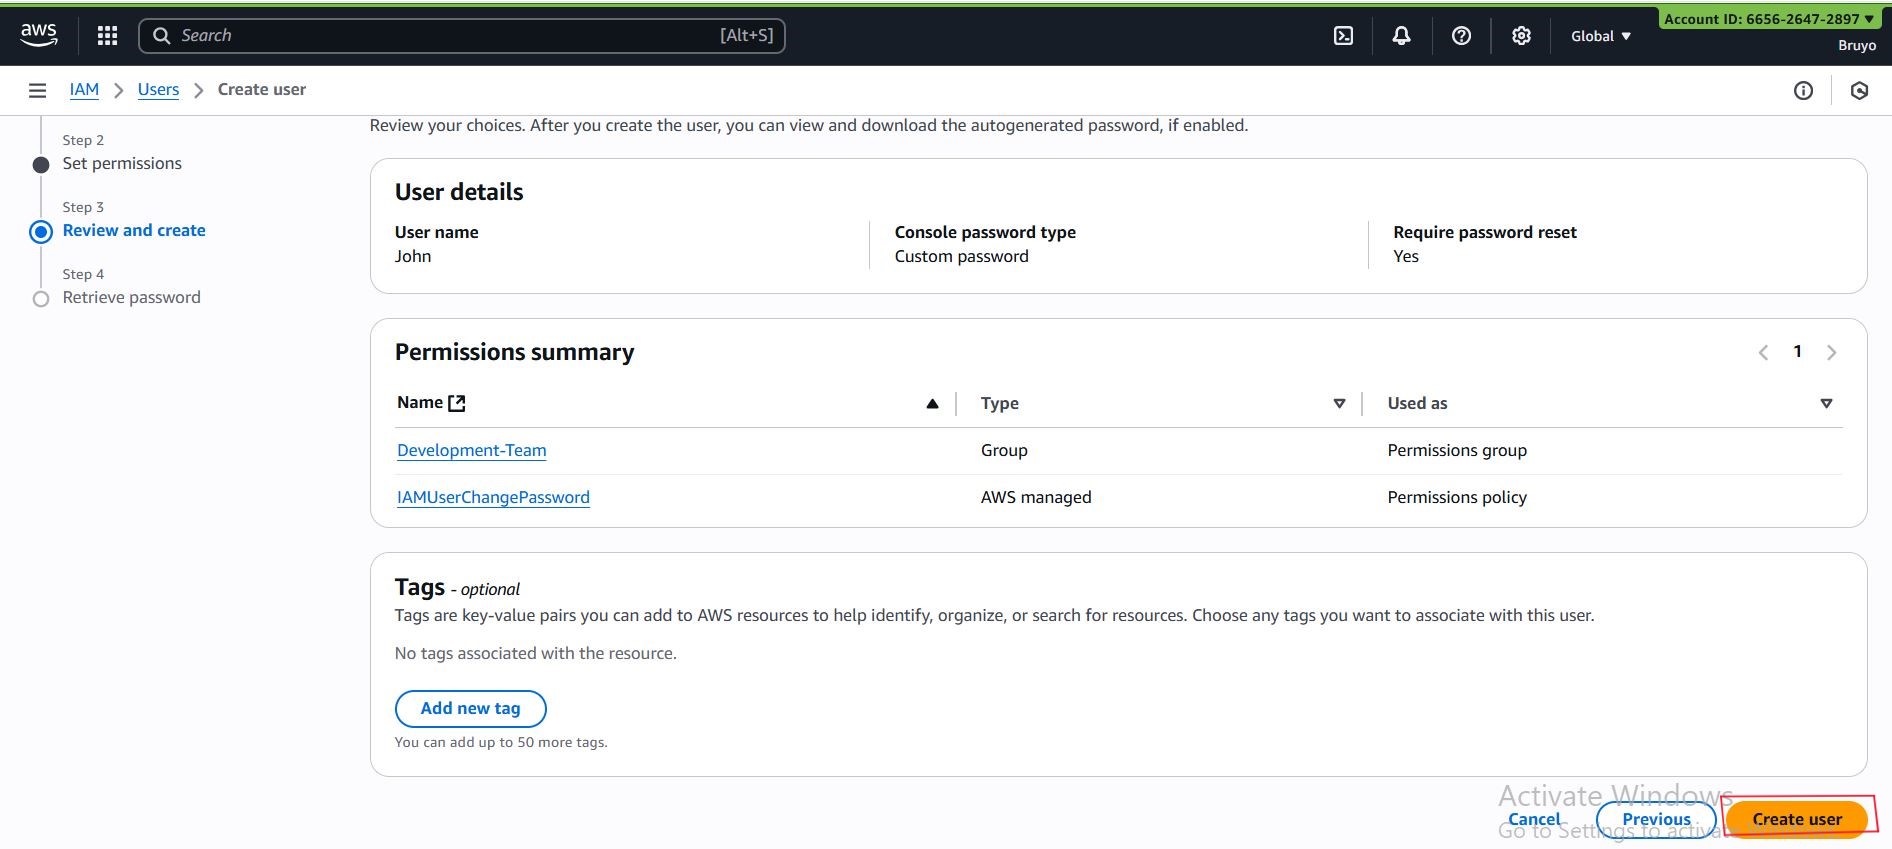 aws
Search [Alt+S]
Global
Account ID: 6656-2647-2897
Bruyo
IAM
Users
Create user
Step 2
Set permissions
Step 3
Review and create
Step 4
Retrieve password
Review your choices. After you create the user, you can view and download the autogenerated password, if enabled.
User details
User name
John
Console password type
Custom password
Require password reset
Yes
Permissions summary
1
Name Type Used as
Development-Team Group Permissions group
IAMUserChangePassword AWS managed Permissions policy
Tags - optional
Tags are key-value pairs you can add to AWS resources to help identify, organize, or search for resources. Choose any tags you want to associate with this user.
No tags associated with the resource.
Add new tag
You can add up to 50 more tags.
Activate Windows
Go to Settings to
Cancel
Previous
Create user